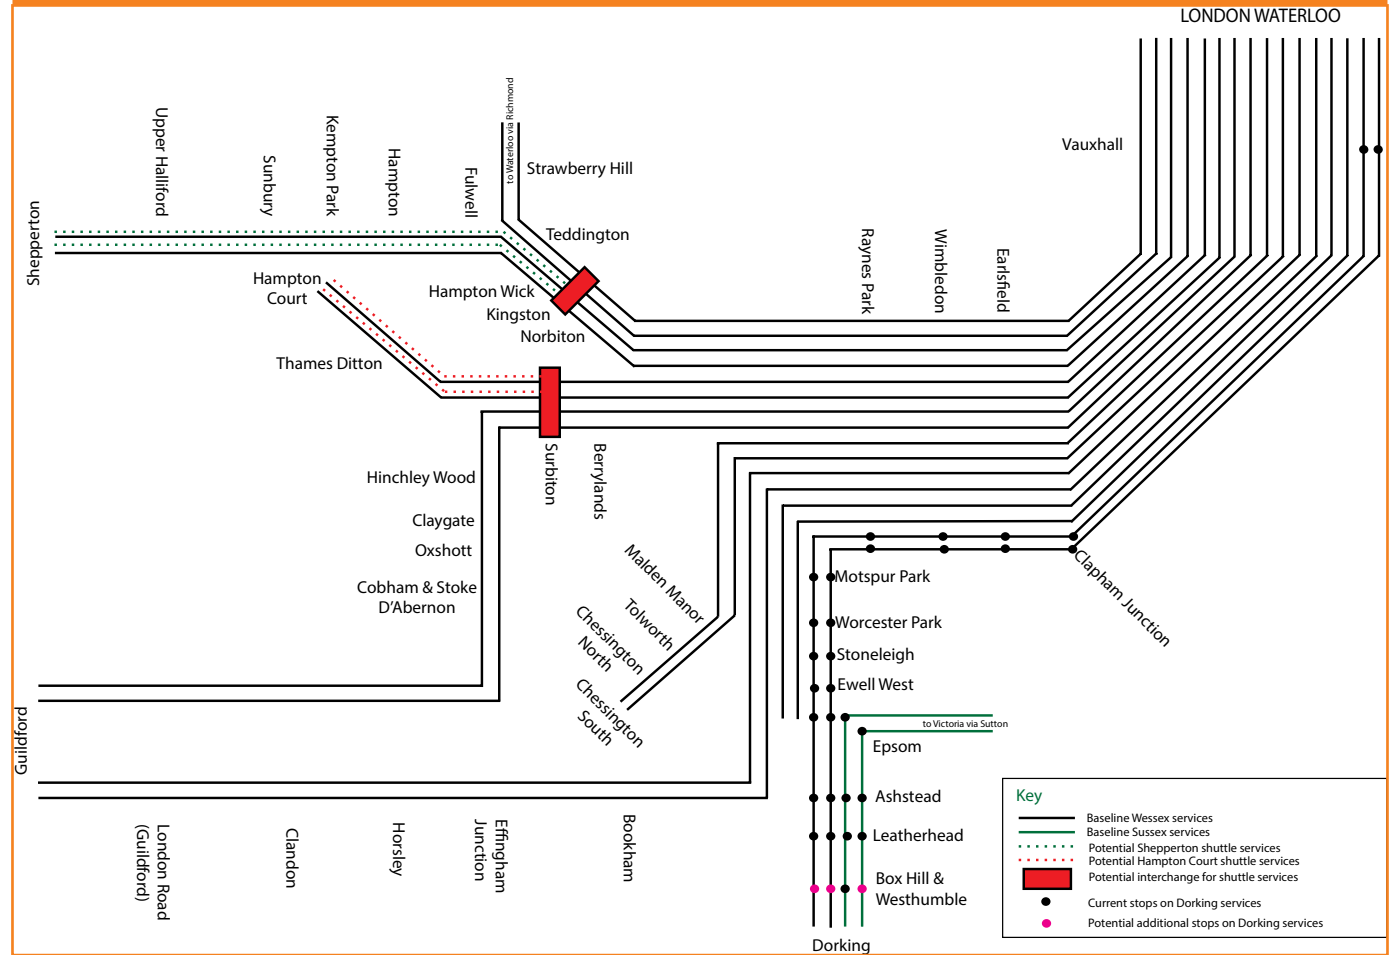 LONDON WATERLOO
Vauxhall
to Waterloo via Richmond
Strawberry Hill
Upper Halliford
Sunbury
Kempton Park
Hampton
Fulwell
Shepperton
Teddington
Hampton
Court
Hampton Wick
Kingston
Norbiton
Raynes Park
Wimbledon
Earlsfield
Thames Ditton
Surbiton
Berrylands
Hinchley Wood
Claygate
Oxshott
Cobham & Stoke
D'Abernon
Malden Manor
Tolworth
Chessington
North
Chessington
South
Clapham Junction
Motspur Park
Worcester Park
Stoneleigh
Ewell West
to Victoria via Sutton
Epsom
Ashstead
Leatherhead
Box Hill &
Westhumble
Dorking
Guildford
London Road
(Guildford)
Clandon
Horsley
Effingham
Junction
Bookham
Key
Baseline Wessex services
Baseline Sussex services
Potential Shepperton shuttle services
Potential Hampton Court shuttle services
Potential interchange for shuttle services
Current stops on Dorking services
Potential additional stops on Dorking services